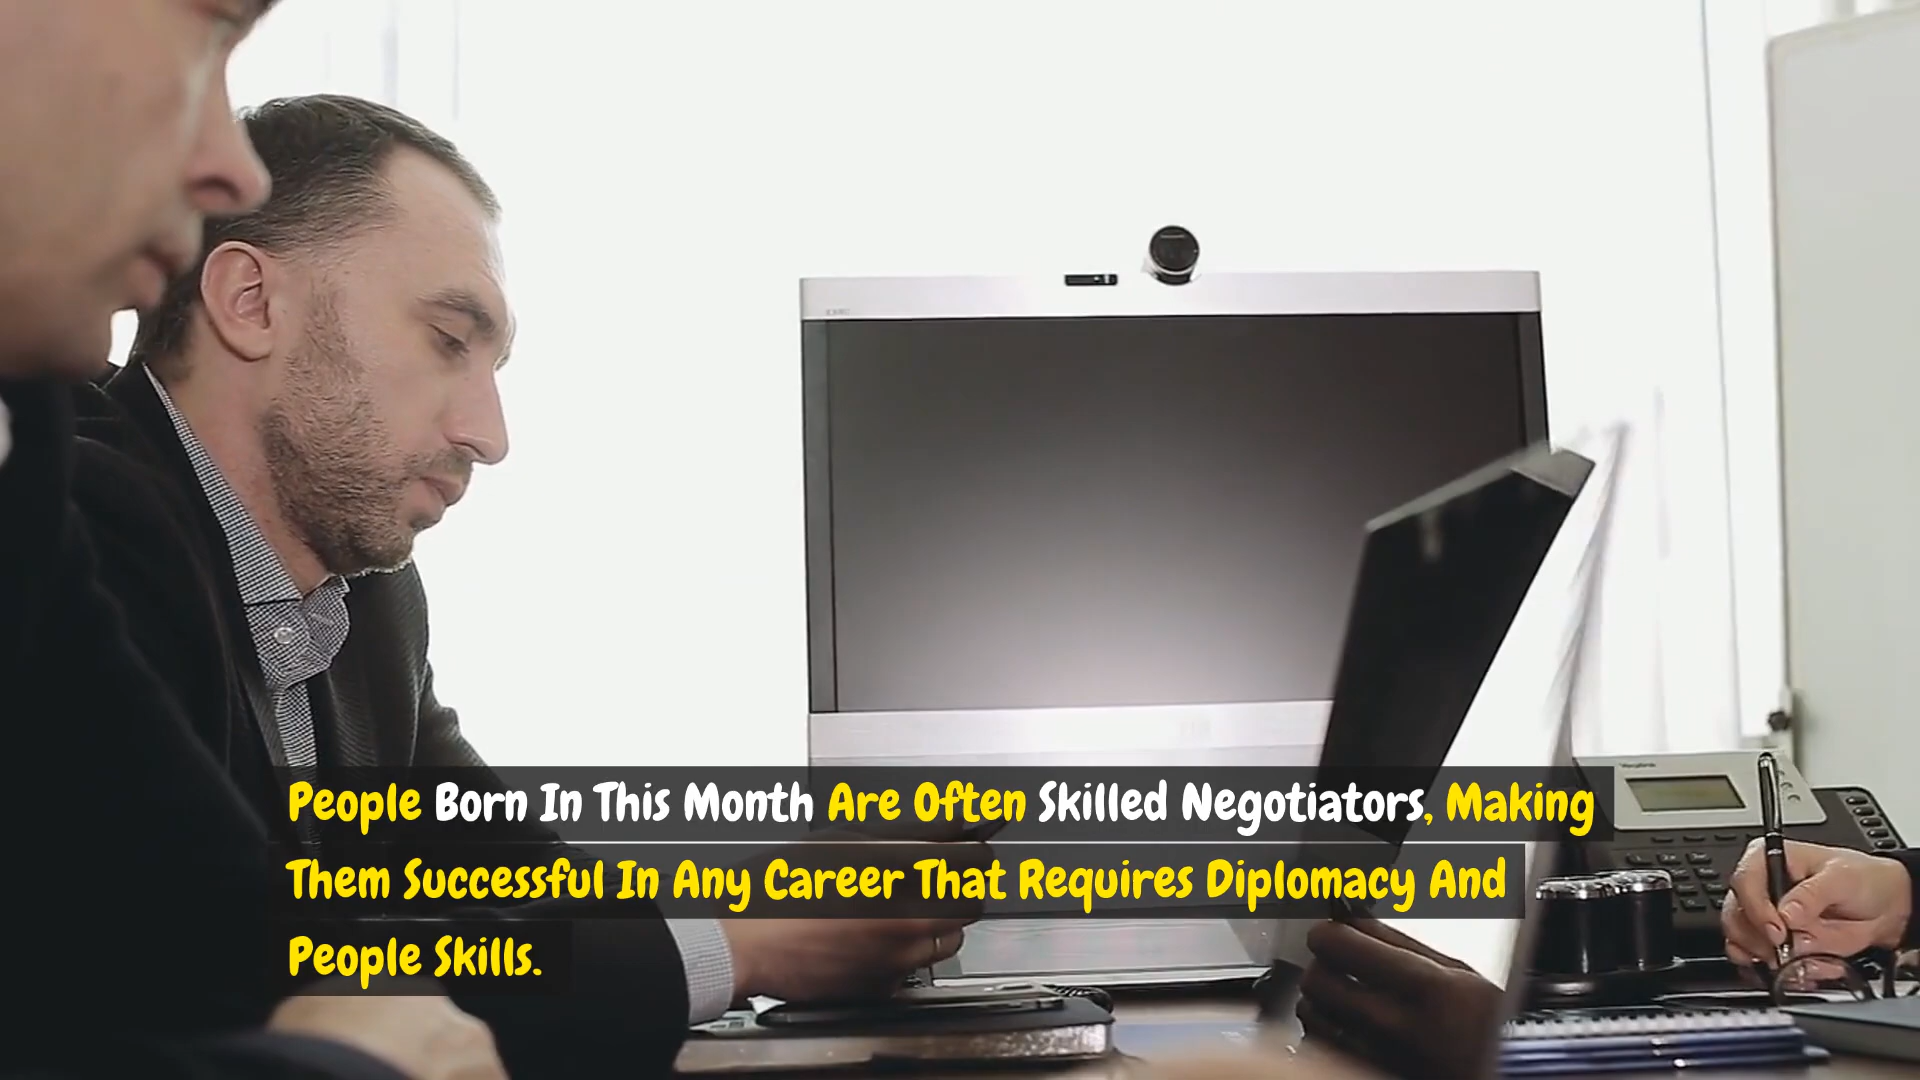 People Born In This Month Are Often Skilled Negotiators, Making
Them Successful In Any Career That Requires Diplomacy And
People Skills.